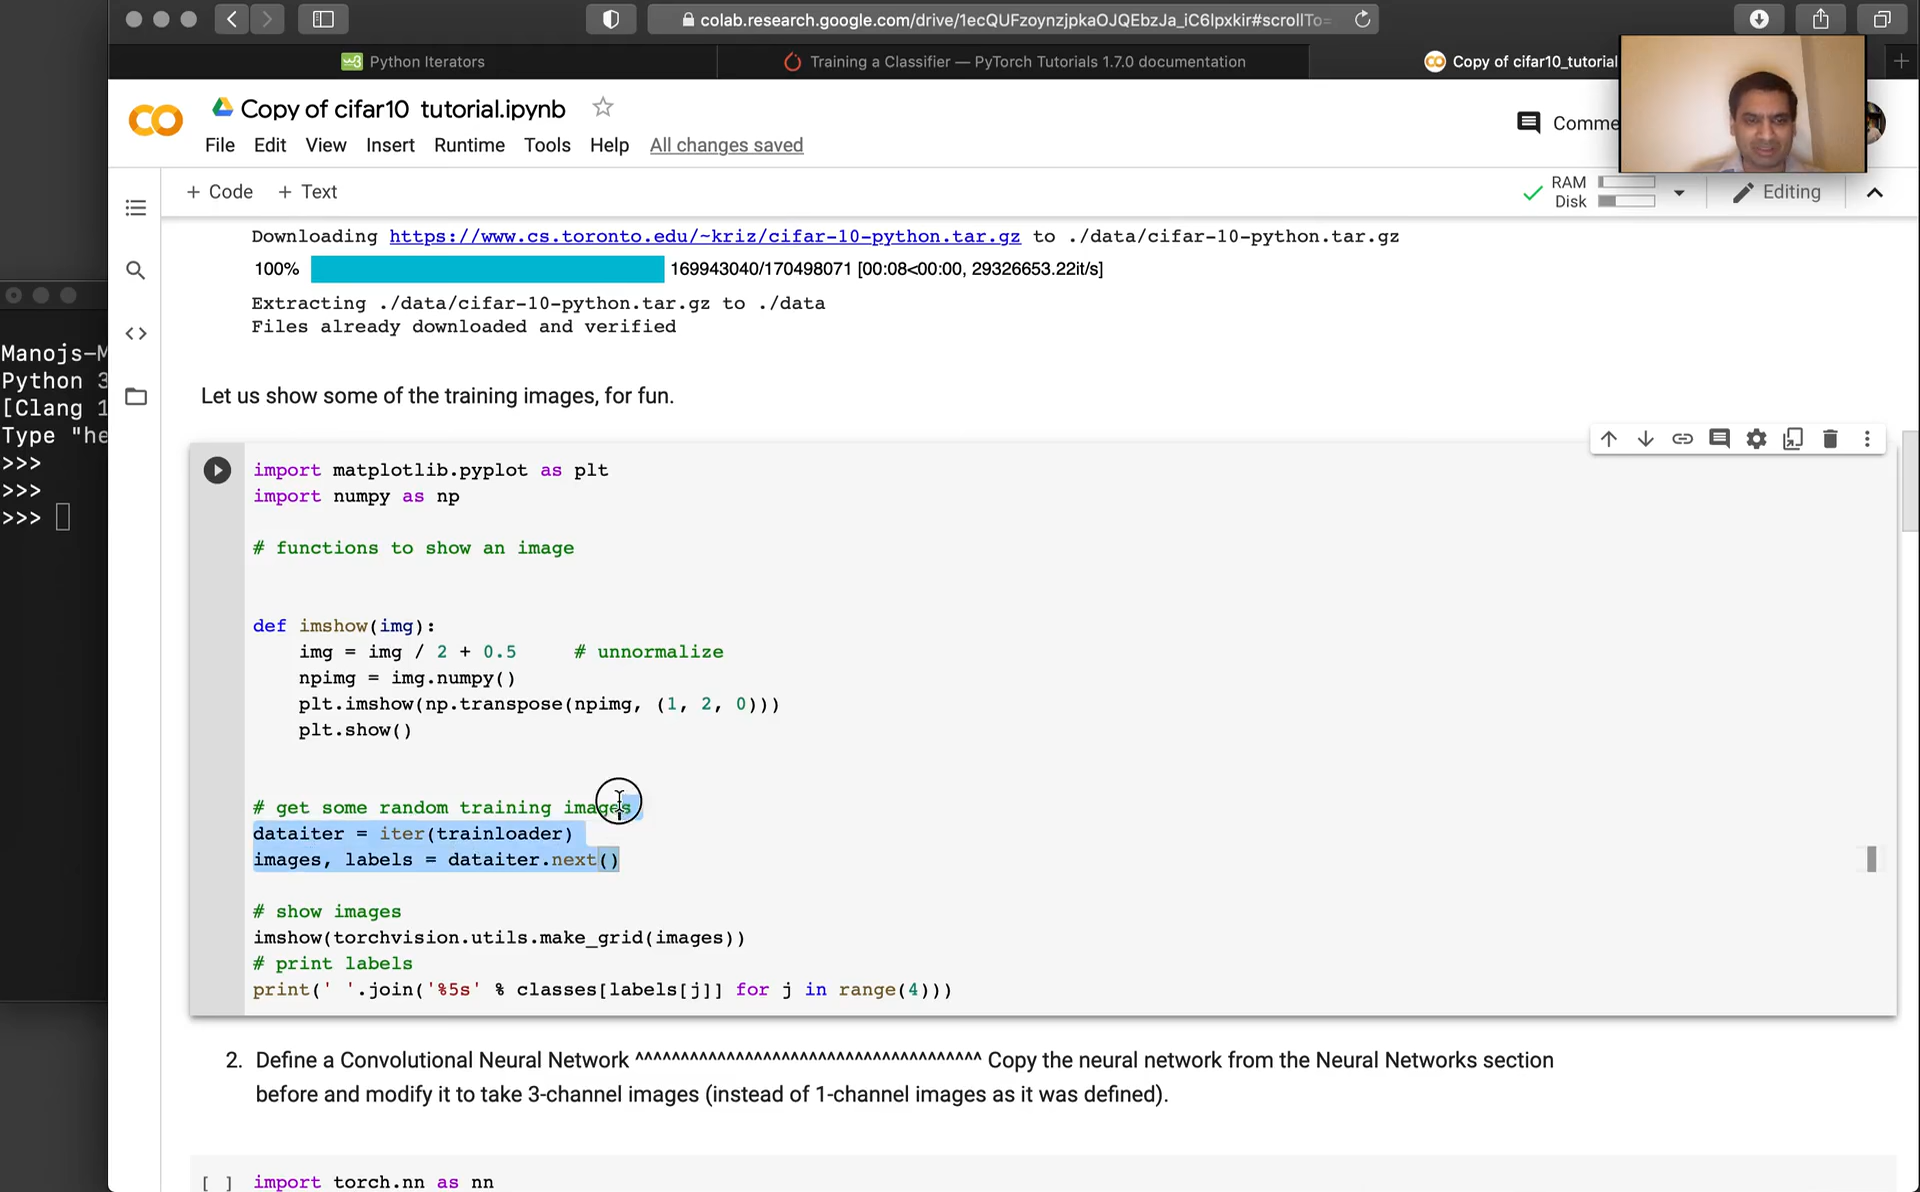 colab.research.google.com/drive/1ecQUFzoynzjpkaOJQEbzJa_iC6lpxkir#scrollTo=
Python Iterators
Training a Classifier — PyTorch Tutorials 1.7.0 documentation
Copy of cifar10_tutorial
Copy of cifar10 tutorial.ipynb
Comme
File Edit View Insert Runtime Tools Help All changes saved
+ Code + Text
RAM
Disk
Editing
Downloading https://www.cs.toronto.edu/~kriz/cifar-10-python.tar.gz to ./data/cifar-10-python.tar.gz
100% 169943040/170498071 [00:08<00:00, 29326653.22it/s]
Extracting ./data/cifar-10-python.tar.gz to ./data
Files already downloaded and verified
Manojs-M
Python 3
[Clang 1
Type "he
>>>
>>>
>>>
Let us show some of the training images, for fun.
import matplotlib.pyplot as plt
import numpy as np
# functions to show an image
def imshow(img):
    img = img / 2 + 0.5     # unnormalize
    npimg = img.numpy()
    plt.imshow(np.transpose(npimg, (1, 2, 0)))
    plt.show()
# get some random training images
dataiter = iter(trainloader)
images, labels = dataiter.next()
# show images
imshow(torchvision.utils.make_grid(images))
# print labels
print(' '.join('%5s' % classes[labels[j]] for j in range(4)))
2. Define a Convolutional Neural Network ^^^^^^^^^^^^^^^^^^^^^^^^^^^^^^^^^^^^^^ Copy the neural network from the Neural Networks section
before and modify it to take 3-channel images (instead of 1-channel images as it was defined).
[ ] import torch.nn as nn